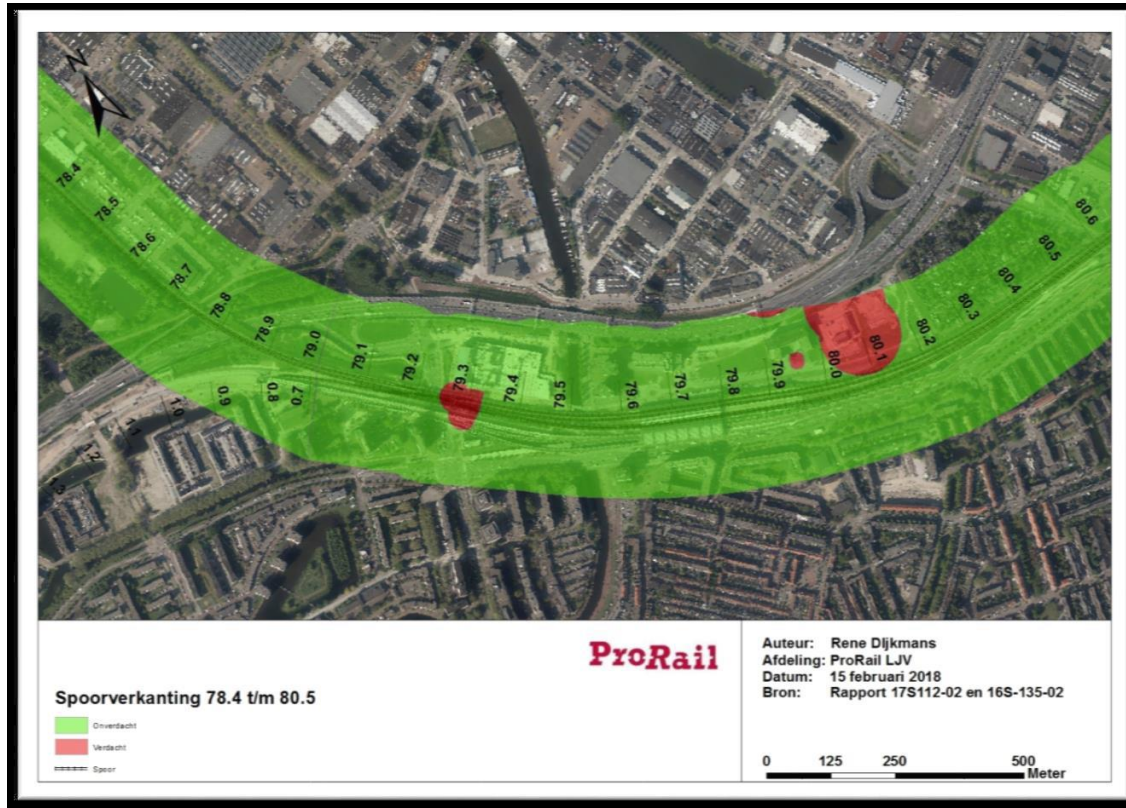 N
78.4
78.5
78.6
78.7
78.8
78.9
79.0
79.1
79.2
79.3
79.4
79.5
79.6
79.7
79.8
79.9
80.0
80.1
80.2
80.3
80.4
80.5
80.6
0.9
0.8
0.7
1.0
1.1
1.2
1.3
ProRail
Spoorverkanting 78.4 t/m 80.5
Onverdacht
Verdacht
Spoor
Auteur: Rene DIjkmans
Afdeling: ProRail LJV
Datum: 15 februari 2018
Bron: Rapport 17S112-02 en 16S-135-02
0 125 250 500
Meter